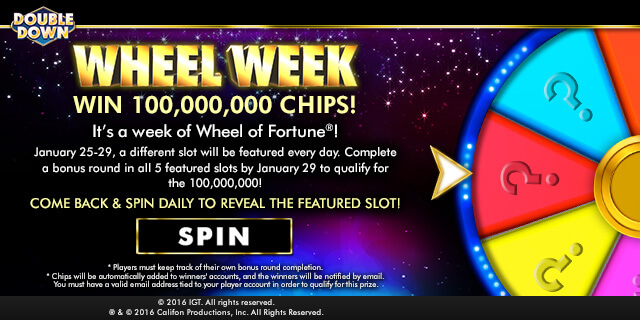 DOUBLE
DOWN
WHEEL WEEK
WIN 100,000,000 CHIPS!
It's a week of Wheel of Fortune®!
January 25-29, a different slot will be featured every day. Complete
a bonus round in all 5 featured slots by January 29 to qualify for
the 100,000,000!
COME BACK & SPIN DAILY TO REVEAL THE FEATURED SLOT!
SPIN
* Players must keep track of their own bonus round completion.
* Chips will be automatically added to winners' accounts, and the winners will be notified by email.
You must have a valid email address tied to your player account in order to qualify for this prize.
© 2016 IGT. All rights reserved.
® & © 2016 Califon Productions, Inc. All Rights Reserved.
?
?
?